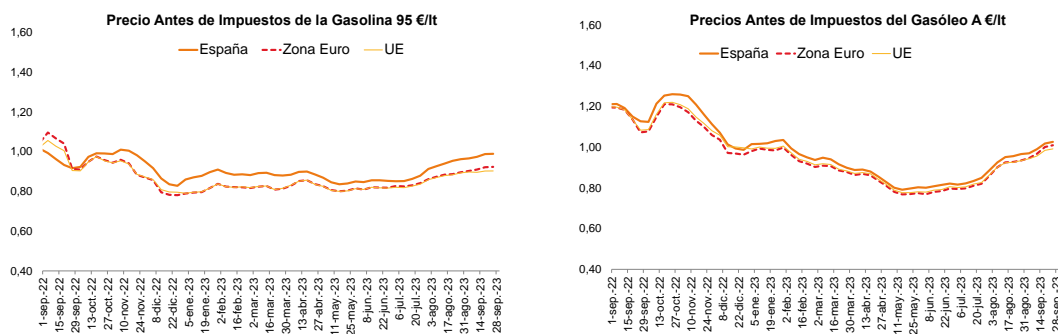 Precio Antes de Impuestos de la Gasolina 95 €/lt
España Zona Euro UE
1,60
1,40
1,20
1,00
0,80
0,60
0,40
1-sep.-22
15-sep.-22
29-sep.-22
13-oct.-22
27-oct.-22
10-nov.-22
24-nov.-22
8-dic.-22
22-dic.-22
5-ene.-23
19-ene.-23
2-feb.-23
16-feb.-23
2-mar.-23
16-mar.-23
30-mar.-23
13-abr.-23
27-abr.-23
11-may.-23
25-may.-23
8-jun.-23
22-jun.-23
6-jul.-23
20-jul.-23
3-ago.-23
17-ago.-23
31-ago.-23
14-sep.-23
28-sep.-23
Precios Antes de Impuestos del Gasóleo A €/lt
España Zona Euro UE
1,60
1,40
1,20
1,00
0,80
0,60
0,40
1-sep.-22
15-sep.-22
29-sep.-22
13-oct.-22
27-oct.-22
10-nov.-22
24-nov.-22
8-dic.-22
22-dic.-22
5-ene.-23
19-ene.-23
2-feb.-23
16-feb.-23
2-mar.-23
16-mar.-23
30-mar.-23
13-abr.-23
27-abr.-23
11-may.-23
25-may.-23
8-jun.-23
22-jun.-23
6-jul.-23
20-jul.-23
3-ago.-23
17-ago.-23
31-ago.-23
14-sep.-23
28-sep.-23